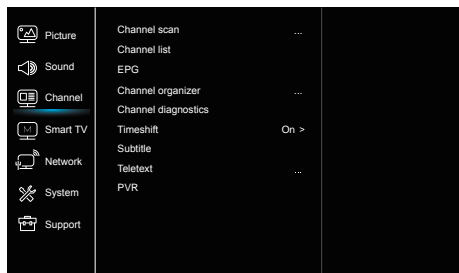 Picture
Sound
Channel
M Smart TV
Network
System
Support
Channel scan ...
Channel list
EPG
Channel organizer ...
Channel diagnostics
Timeshift On >
Subtitle
Teletext ...
PVR